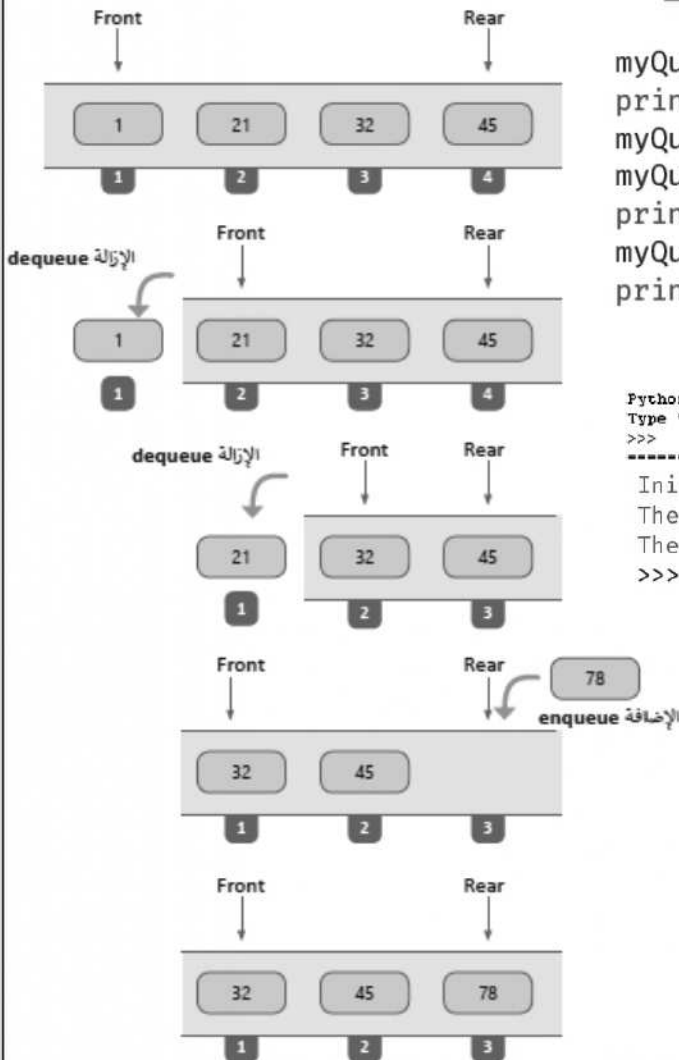 Front Rear
1 21 32 45
1 2 3 4
Front Rear
dequeue الإزالة
1 21 32 45
1 2 3 4
Front Rear
dequeue الإزالة
21 32 45
1 2 3
Front Rear
78
enqueue الإضافة
32 45
1 2 3
Front Rear
32 45 78
1 2 3
myQu
prin
myQu
myQu
prin
myQu
prin
Pytho
Type
>>>
Ini
The
The
>>>